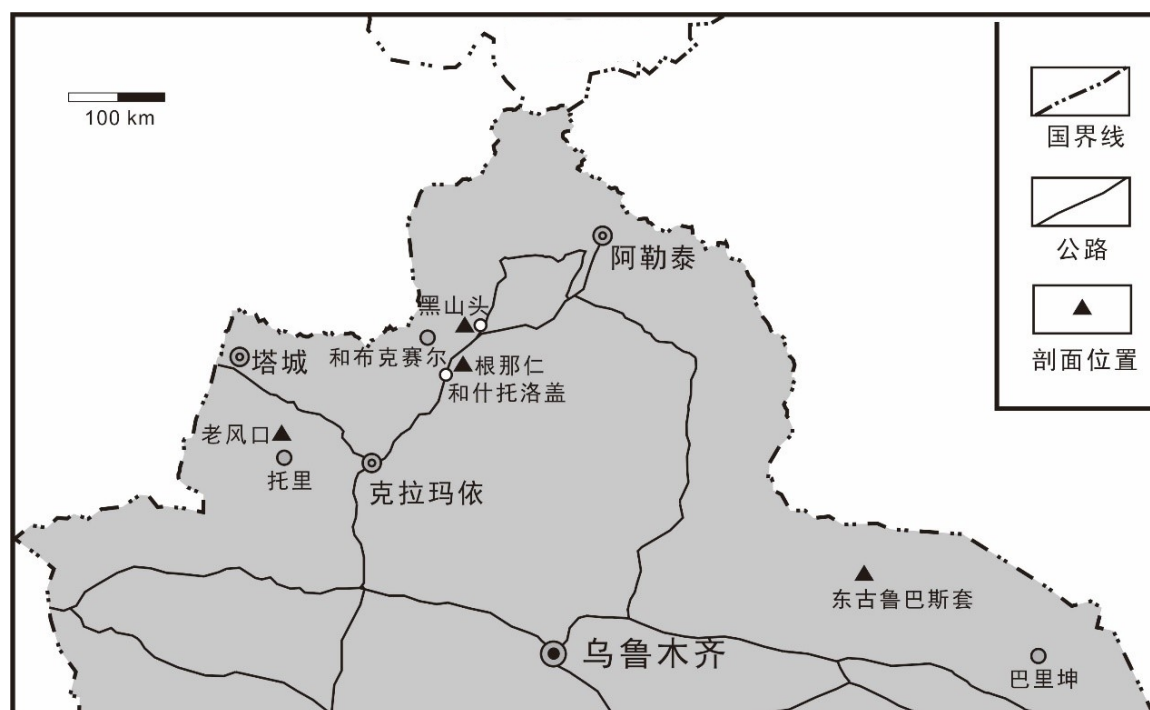 100 km
国界线
公路
剖面位置
阿勒泰
黑山头
和布克赛尔
塔城
根那仁
和什托洛盖
老风口
托里
克拉玛依
东古鲁巴斯套
乌鲁木齐
巴里坤